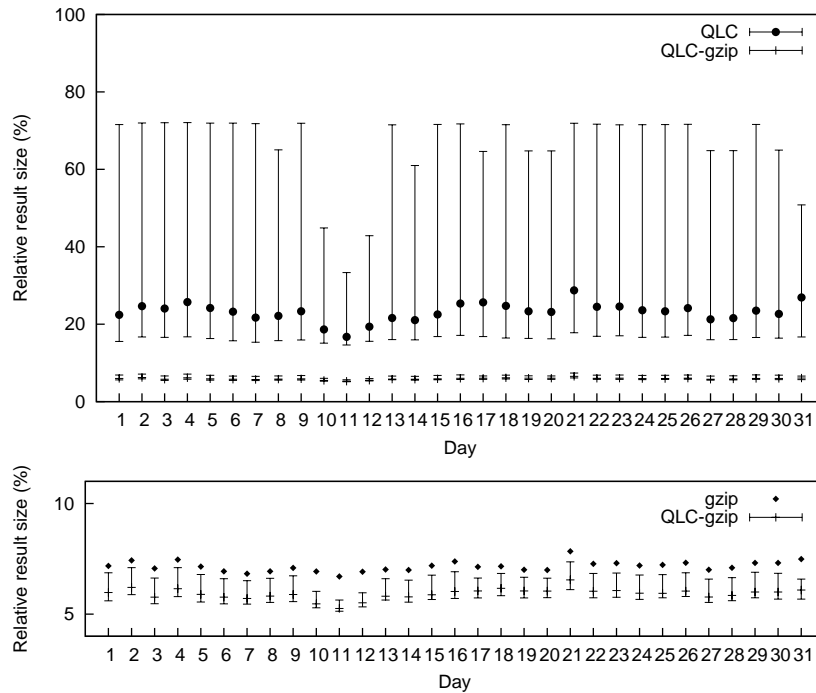 100
80
60
40
20
0
Relative result size (%)
QLC
QLC-gzip
1 2 3 4 5 6 7 8 9 10 11 12 13 14 15 16 17 18 19 20 21 22 23 24 25 26 27 28 29 30 31
Day
10
5
Relative result size (%)
gzip
QLC-gzip
1 2 3 4 5 6 7 8 9 10 11 12 13 14 15 16 17 18 19 20 21 22 23 24 25 26 27 28 29 30 31
Day